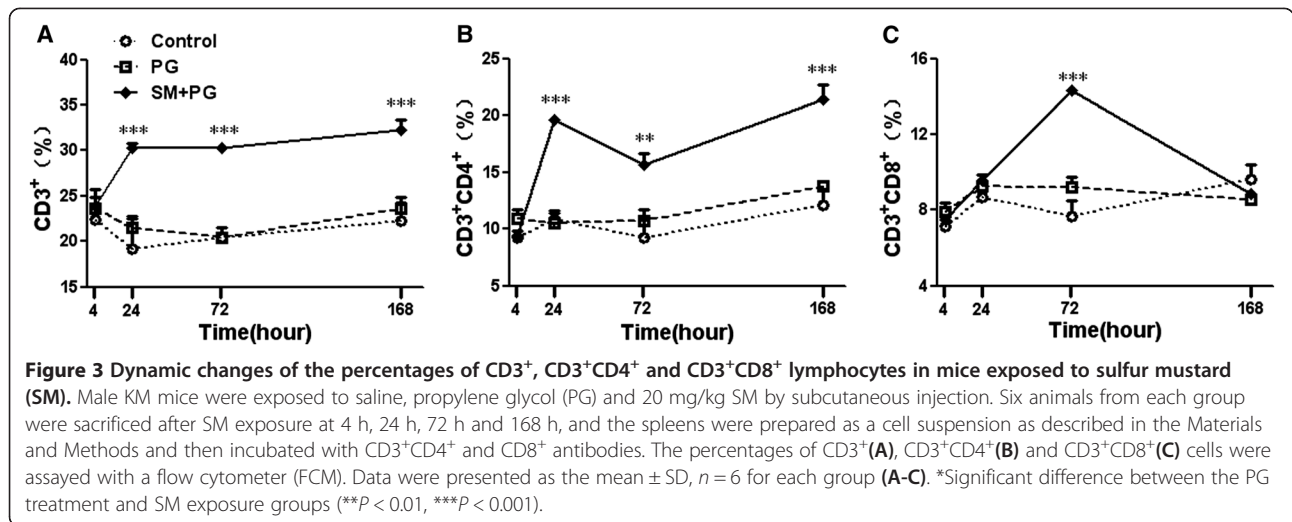 A
Control
PG
SM+PG
CD3+ (%)
40
35
30
25
20
15
***
***
***
4
24
72
168
Time(hour)
B
CD3+CD4+ (%)
25
20
15
10
5
***
**
***
4
24
72
168
Time(hour)
C
CD3+CD8+ (%)
16
12
8
4
***
4
24
72
168
Time(hour)
Figure 3 Dynamic changes of the percentages of CD3+, CD3+CD4+ and CD3+CD8+ lymphocytes in mice exposed to sulfur mustard
(SM). Male KM mice were exposed to saline, propylene glycol (PG) and 20 mg/kg SM by subcutaneous injection. Six animals from each group
were sacrificed after SM exposure at 4 h, 24 h, 72 h and 168 h, and the spleens were prepared as a cell suspension as described in the Materials
and Methods and then incubated with CD3+CD4+ and CD8+ antibodies. The percentages of CD3+(A), CD3+CD4+(B) and CD3+CD8+(C) cells were
assayed with a flow cytometer (FCM). Data were presented as the mean ± SD, n = 6 for each group (A-C). *Significant difference between the PG
treatment and SM exposure groups (**P < 0.01, ***P < 0.001).